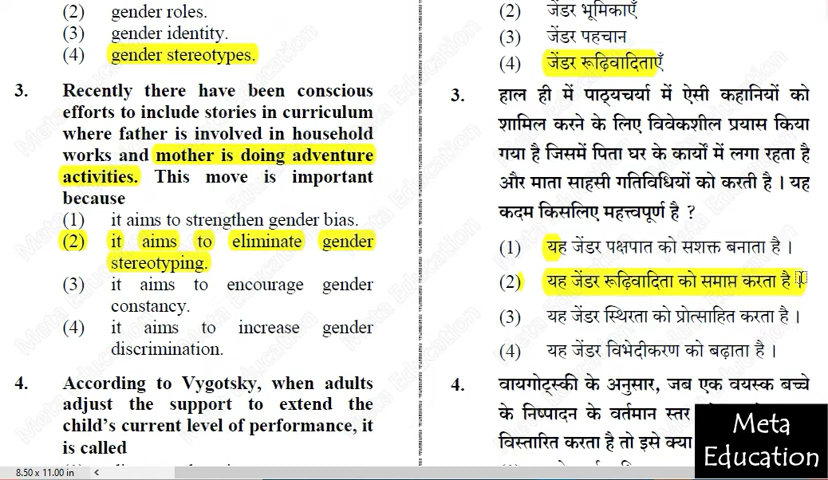 (2) gender roles.
(3) gender identity.
(4) gender stereotypes.
3. Recently there have been conscious
efforts to include stories in curriculum
where father is involved in household
works and mother is doing adventure
activities. This move is important
because
(1) it aims to strengthen gender bias.
(2) it aims to eliminate gender
stereotyping.
(3) it aims to encourage gender
constancy.
(4) it aims to increase gender
discrimination.
4. According to Vygotsky, when adults
adjust the support to extend the
child's current level of performance, it
is called
(2) जेंडर भूमिकाएँ
(3) जेंडर पहचान
(4) जेंडर रूढ़िवादिताएँ
3. हाल ही में पाठ्यचर्या में ऐसी कहानियों को
शामिल करने के लिए विवेकशील प्रयास किया
गया है जिसमें पिता घर के कार्यों में लगा रहता है
और माता साहसी गतिविधियों को करती है । यह
कदम किसलिए महत्त्वपूर्ण है ?
(1) यह जेंडर पक्षपात को सशक्त बनाता है ।
(2) यह जेंडर रूढ़िवादिता को समाप्त करता है ।
(3) यह जेंडर स्थिरता को प्रोत्साहित करता है ।
(4) यह जेंडर विभेदीकरण को बढ़ाता है ।
4. वायगोट्स्की के अनुसार, जब एक वयस्क बच्चे
के निष्पादन के वर्तमान स्तर
विस्तारित करता है तो इसे क्या
Meta
Education
8.50 x 11.00 in